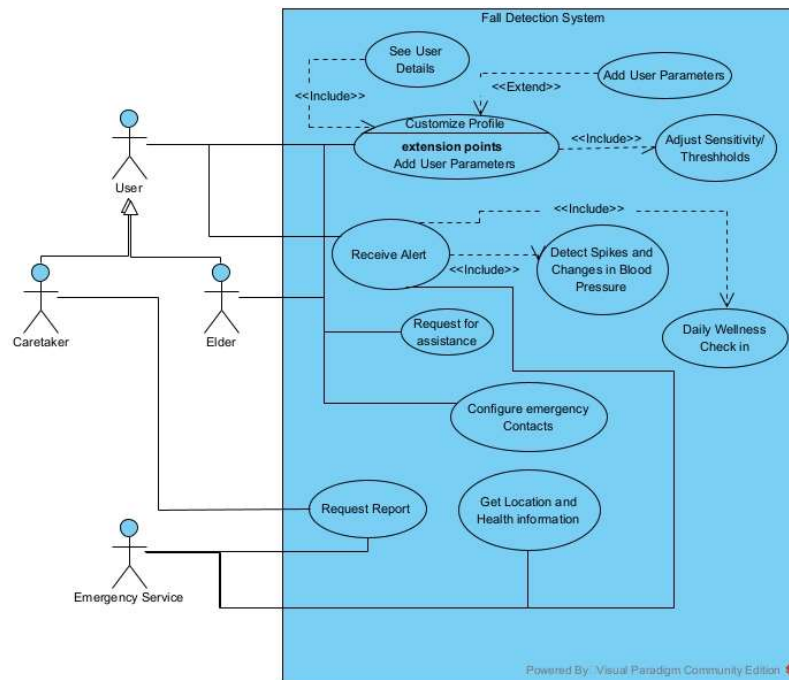 Fall Detection System
See User
Details
Add User Parameters
<<Include>>
<<Extend>>
Customize Profile
extension points
Add User Parameters
<<Include>>
Adjust Sensitivity/
Threshholds
User
<<Include>>
Receive Alert
<<Include>>
Detect Spikes and
Changes in Blood
Pressure
Caretaker
Elder
Request for
assistance
Daily Wellness
Check in
Configure emergency
Contacts
Request Report
Get Location and
Health information
Emergency Service
Powered By Visual Paradigm Community Edition